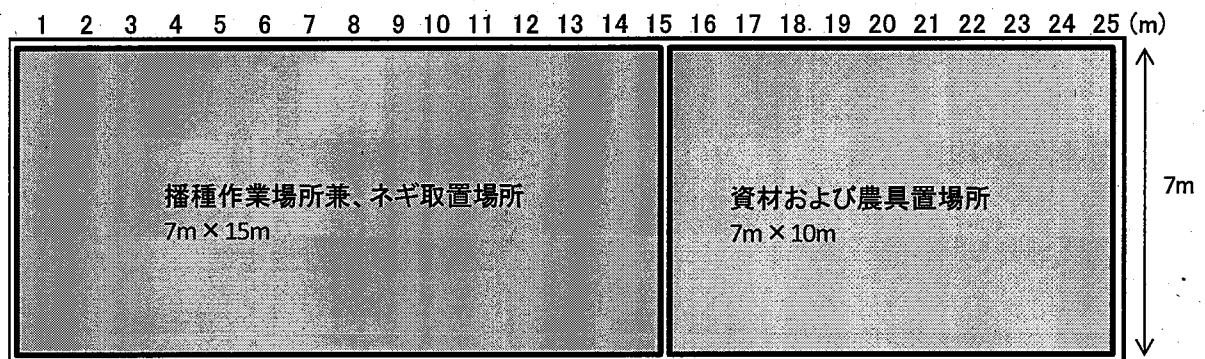 1 2 3 4 5 6 7 8 9 10 11 12 13 14 15 16 17 18 19 20 21 22 23 24 25 (m)
播種作業場所兼、ネギ取置場所
7m×15m
資材および農具置場所
7m×10m
7m